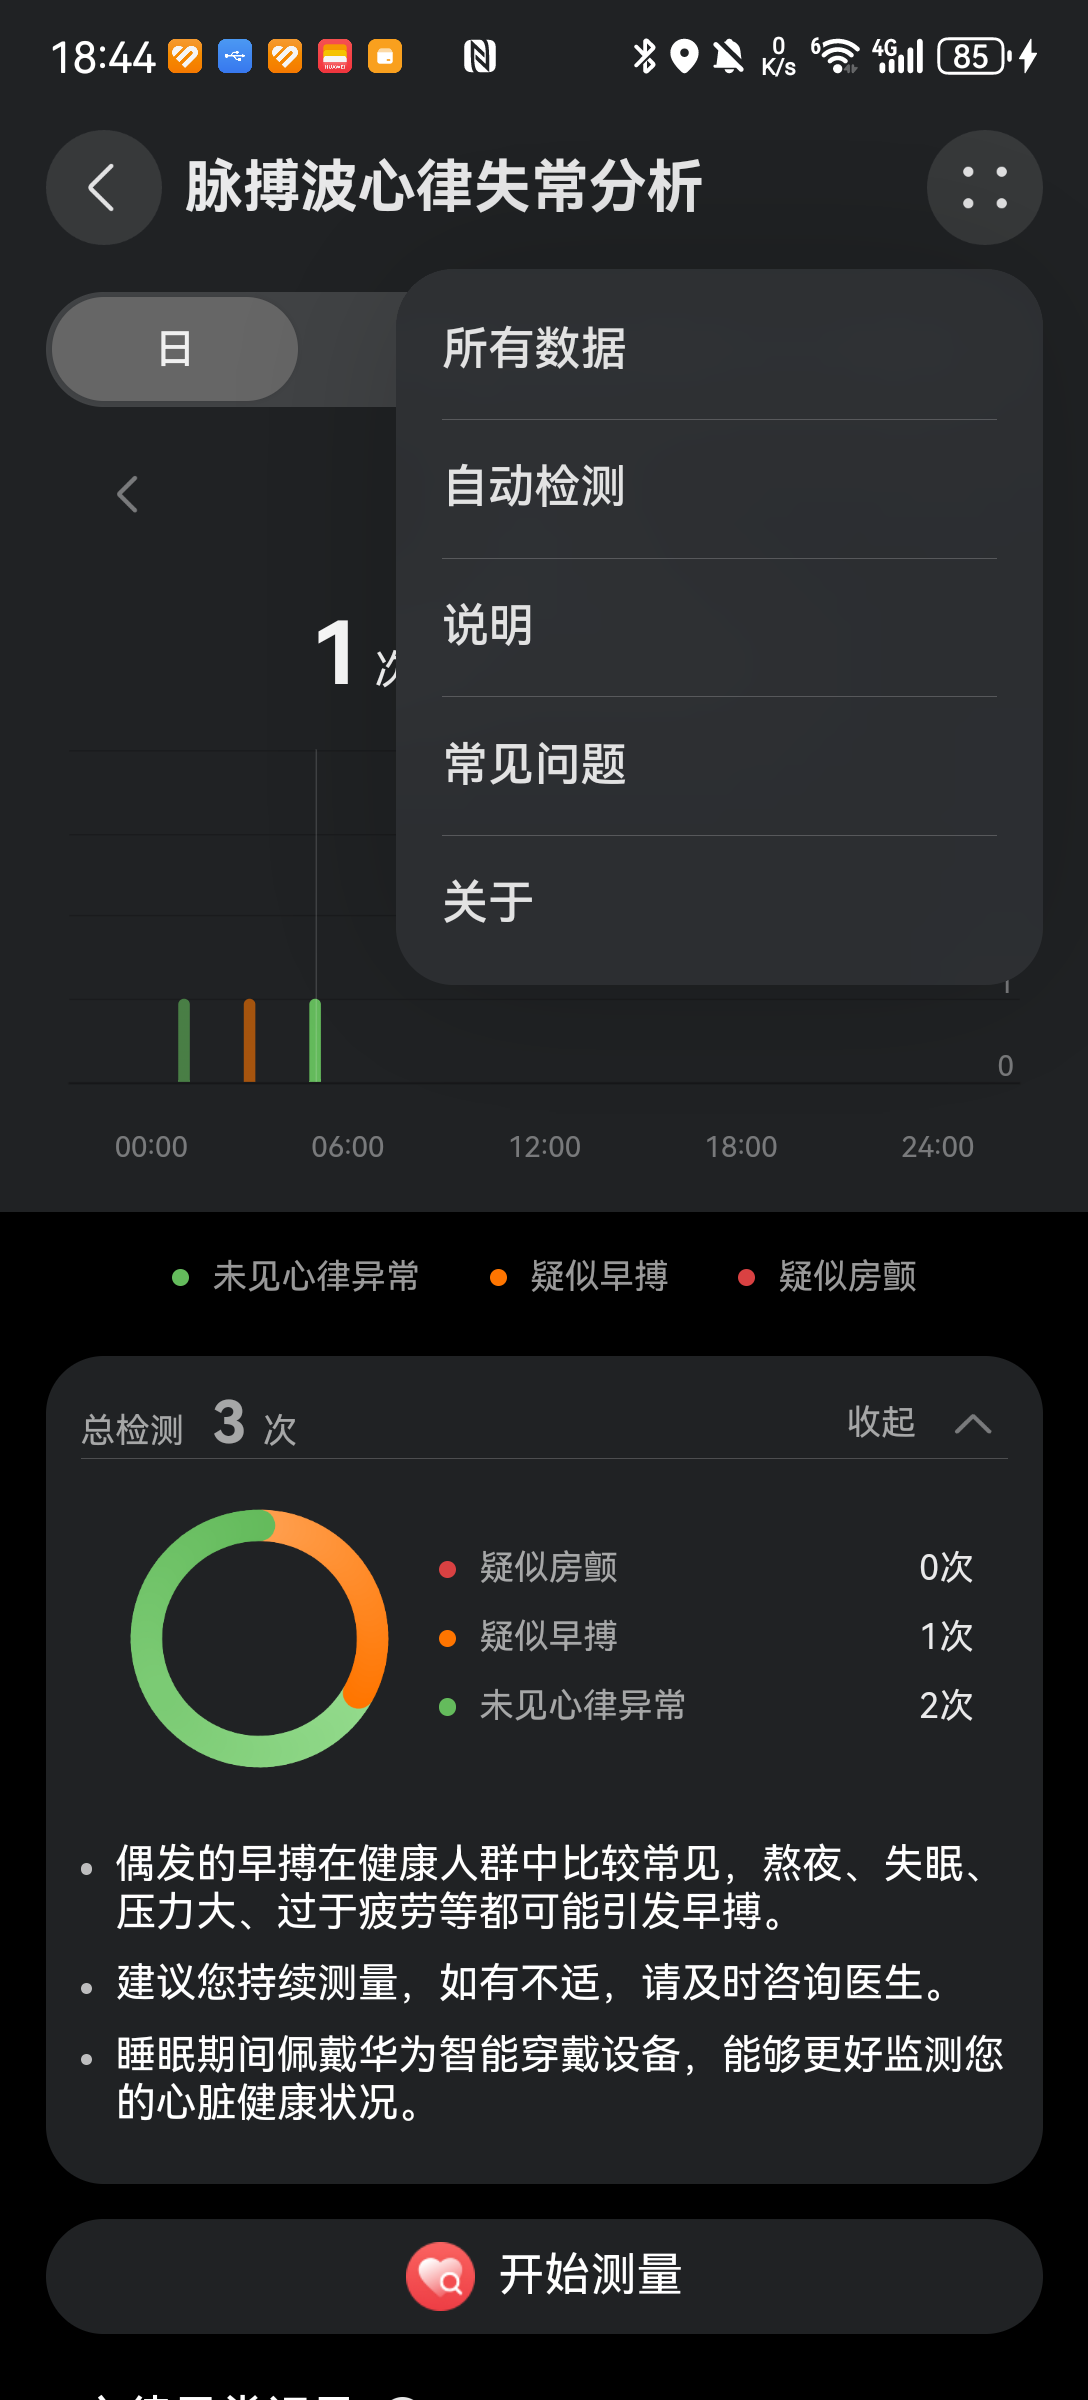 18:44
0
K/s
6
4G
85
脉搏波心律失常分析
日
所有数据
自动检测
说明
常见问题
关于
1
0
00:00 06:00 12:00 18:00 24:00
未见心律异常 疑似早搏 疑似房颤
总检测 3 次 收起
疑似房颤 0次
疑似早搏 1次
未见心律异常 2次
偶发的早搏在健康人群中比较常见，熬夜、失眠、
压力大、过于疲劳等都可能引发早搏。
建议您持续测量，如有不适，请及时咨询医生。
睡眠期间佩戴华为智能穿戴设备，能够更好监测您
的心脏健康状况。
开始测量